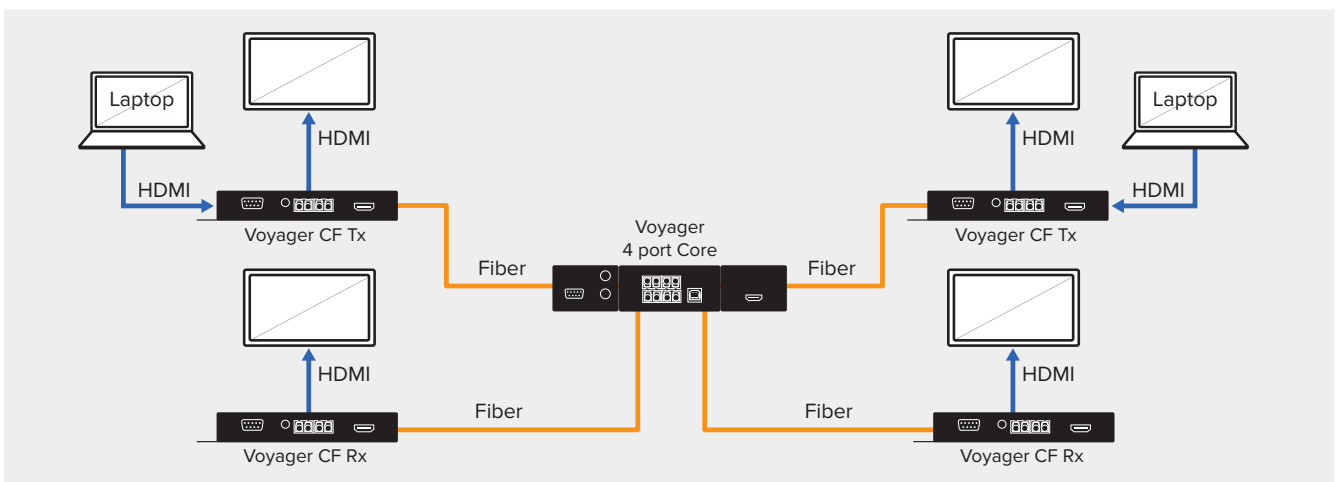 Laptop
HDMI
HDMI
Voyager CF Tx
Fiber
Voyager
4 port Core
Fiber
Laptop
HDMI
HDMI
Voyager CF Tx
HDMI
Fiber
Voyager CF Rx
HDMI
Fiber
Voyager CF Rx